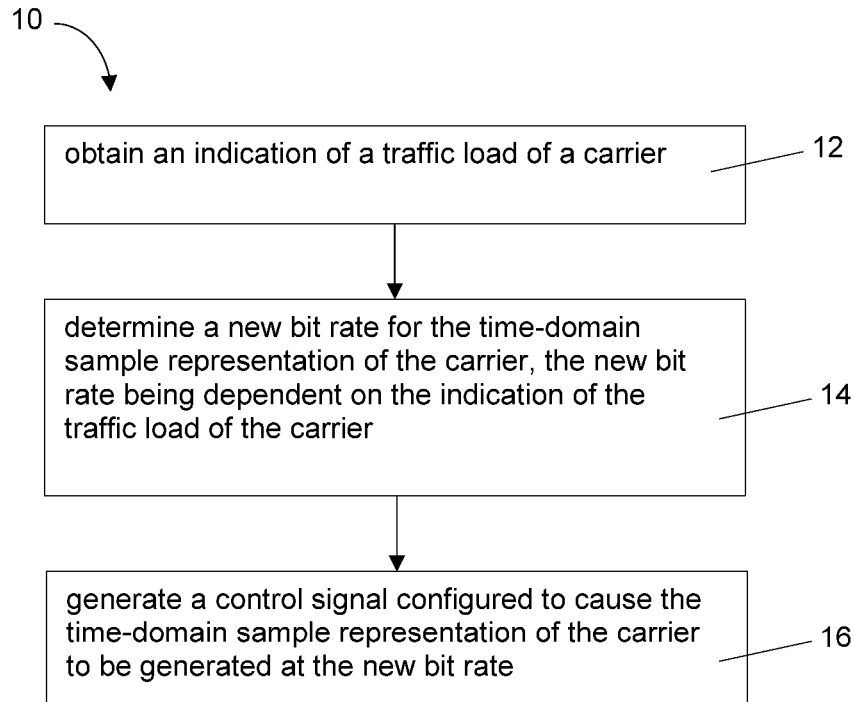 10
obtain an indication of a traffic load of a carrier
12
determine a new bit rate for the time-domain
sample representation of the carrier, the new bit
rate being dependent on the indication of the
traffic load of the carrier
14
generate a control signal configured to cause the
time-domain sample representation of the carrier
to be generated at the new bit rate
16